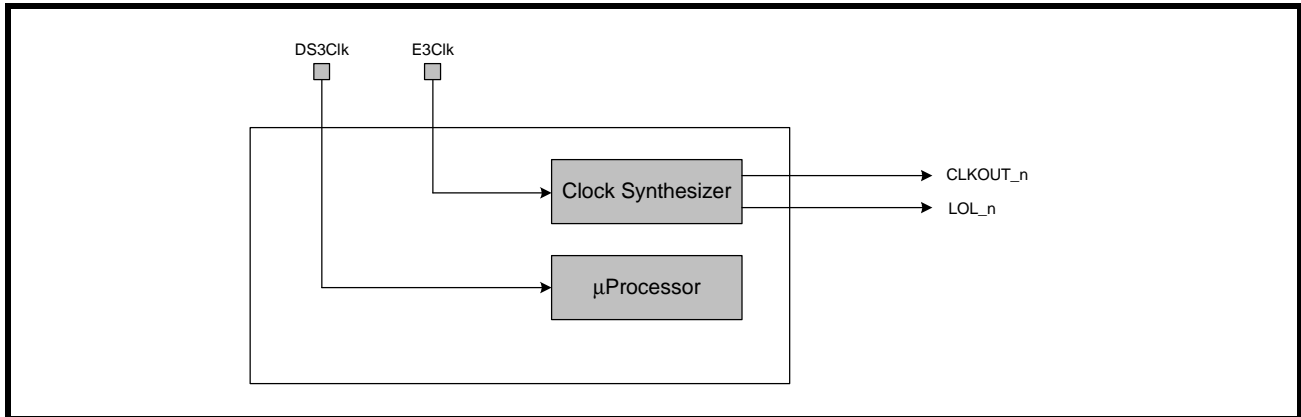 DS3Clk E3Clk
Clock Synthesizer
CLKOUT_n
LOL_n
μProcessor